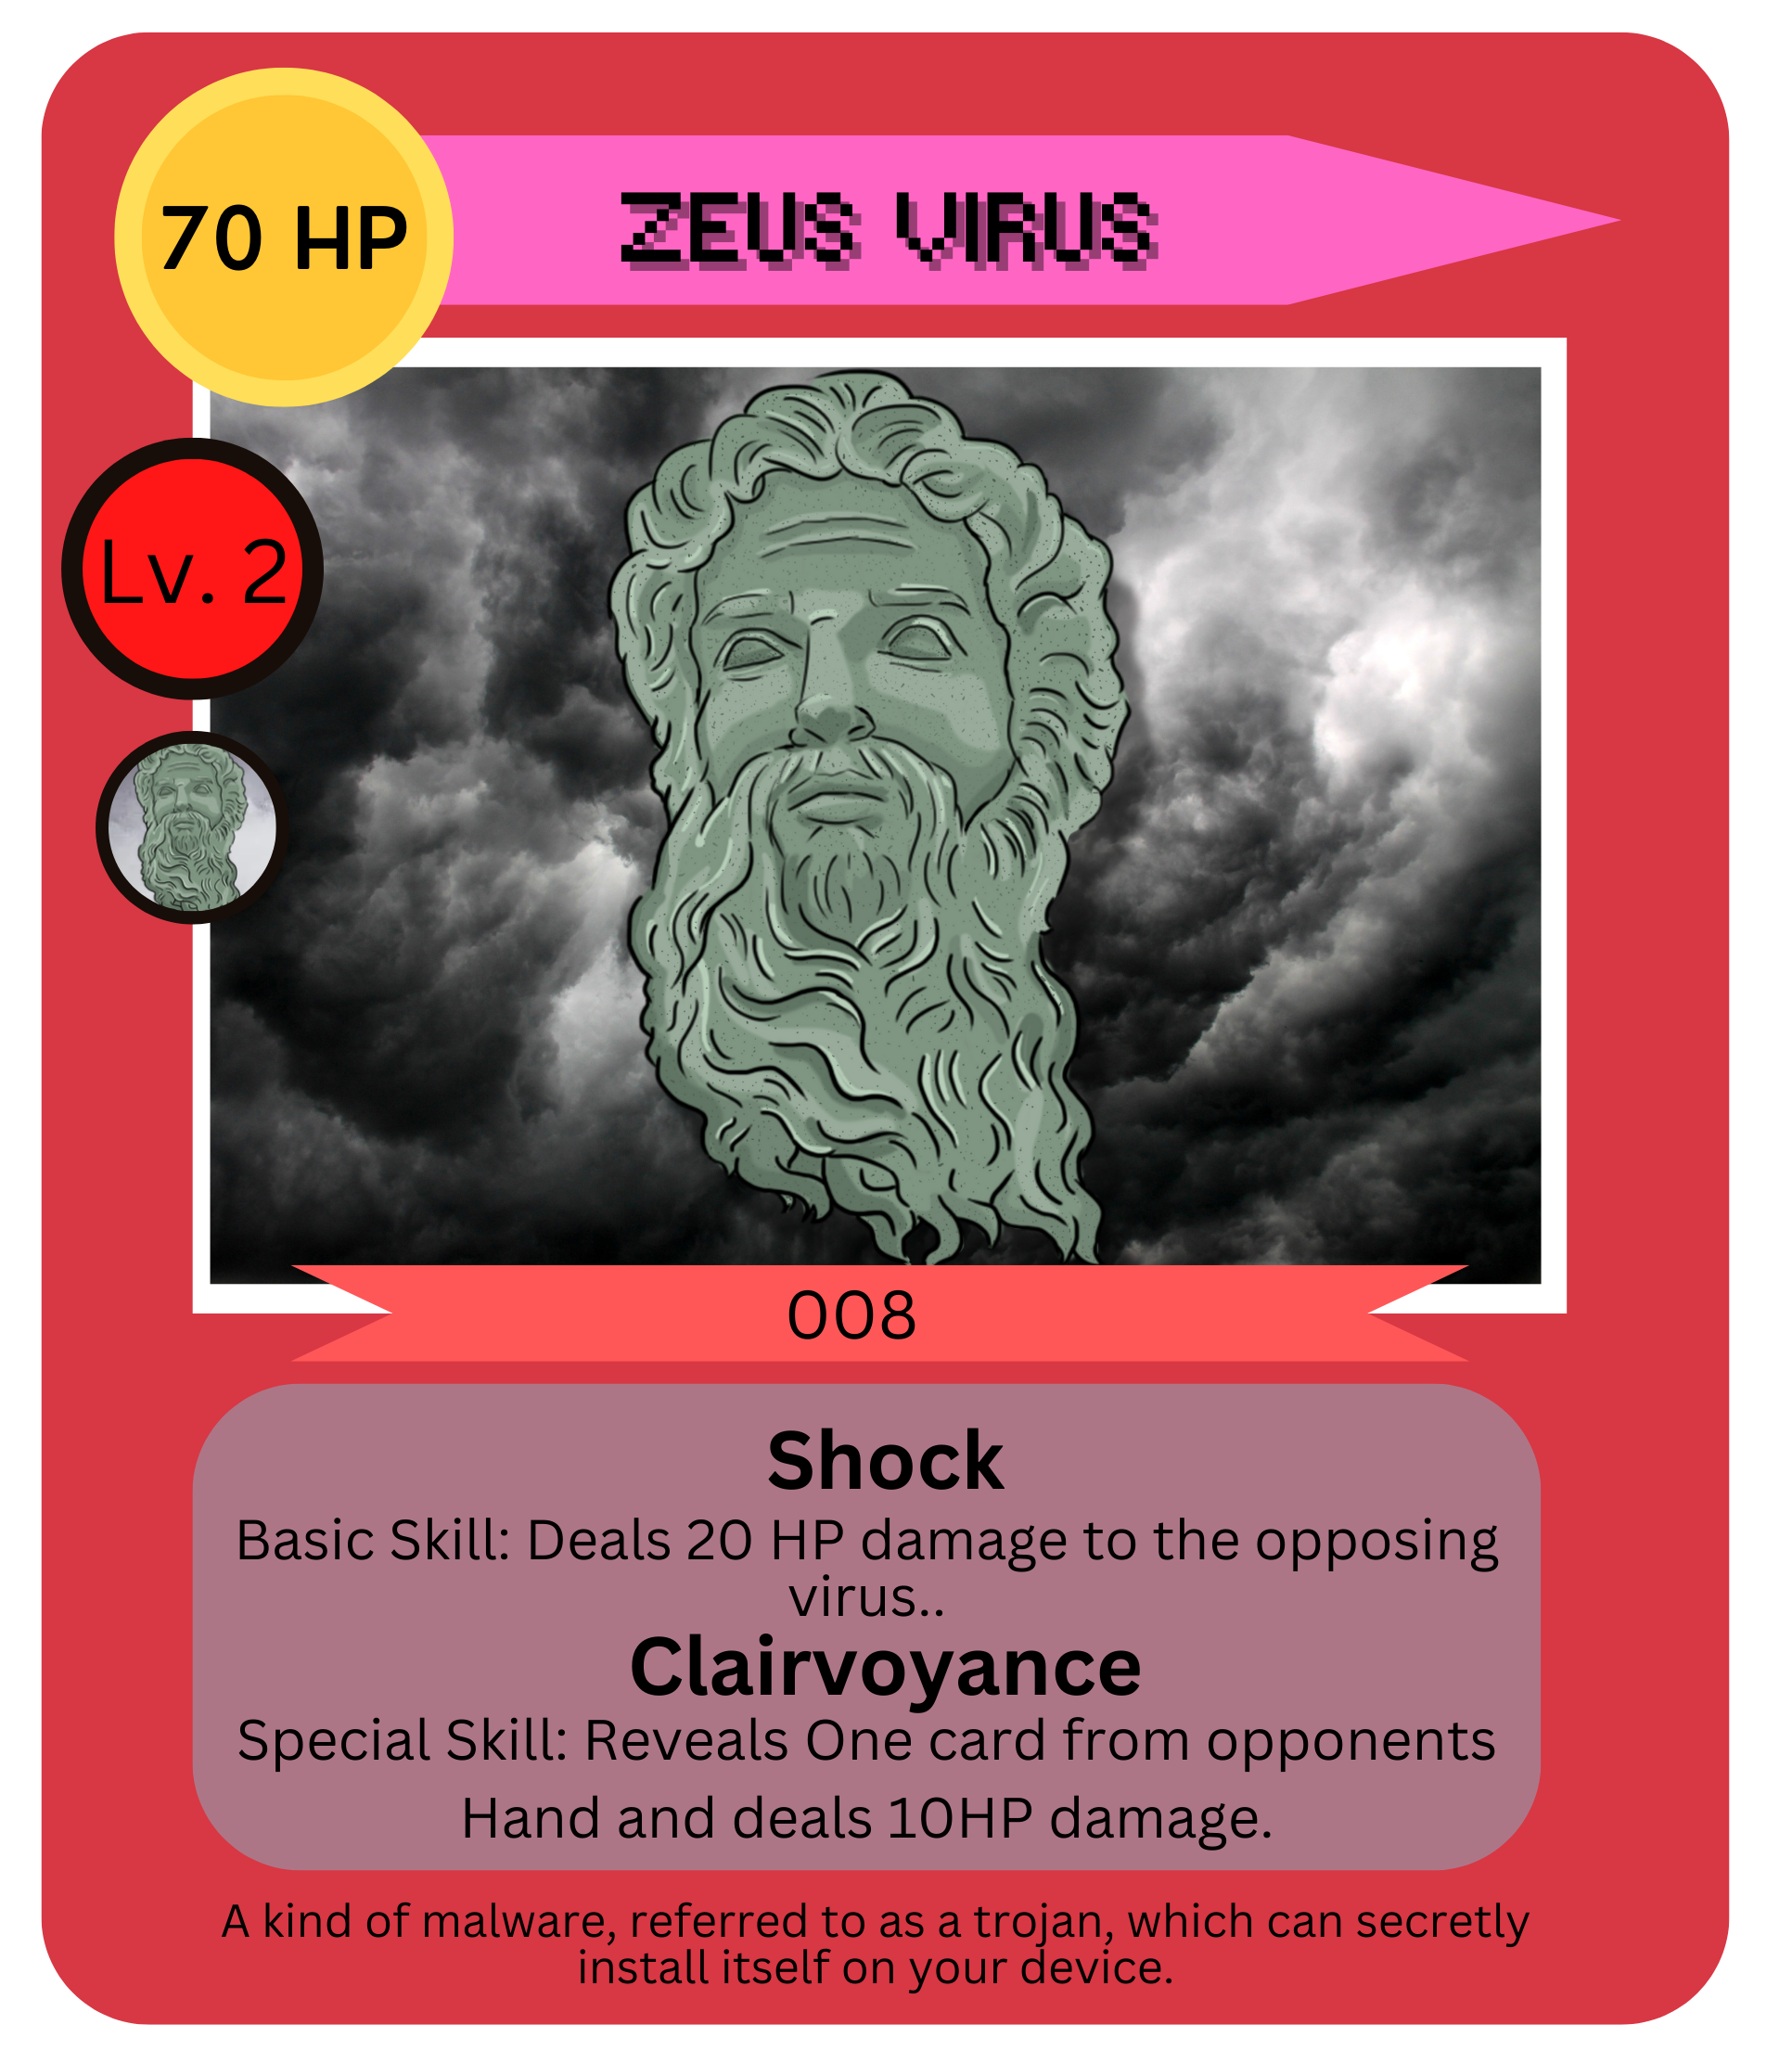 70 HP
ZEUS VIRUS
Lv. 2
008
Shock
Basic Skill: Deals 20 HP damage to the opposing
virus..
Clairvoyance
Special Skill: Reveals One card from opponents
Hand and deals 10HP damage.
A kind of malware, referred to as a trojan, which can secretly
install itself on your device.